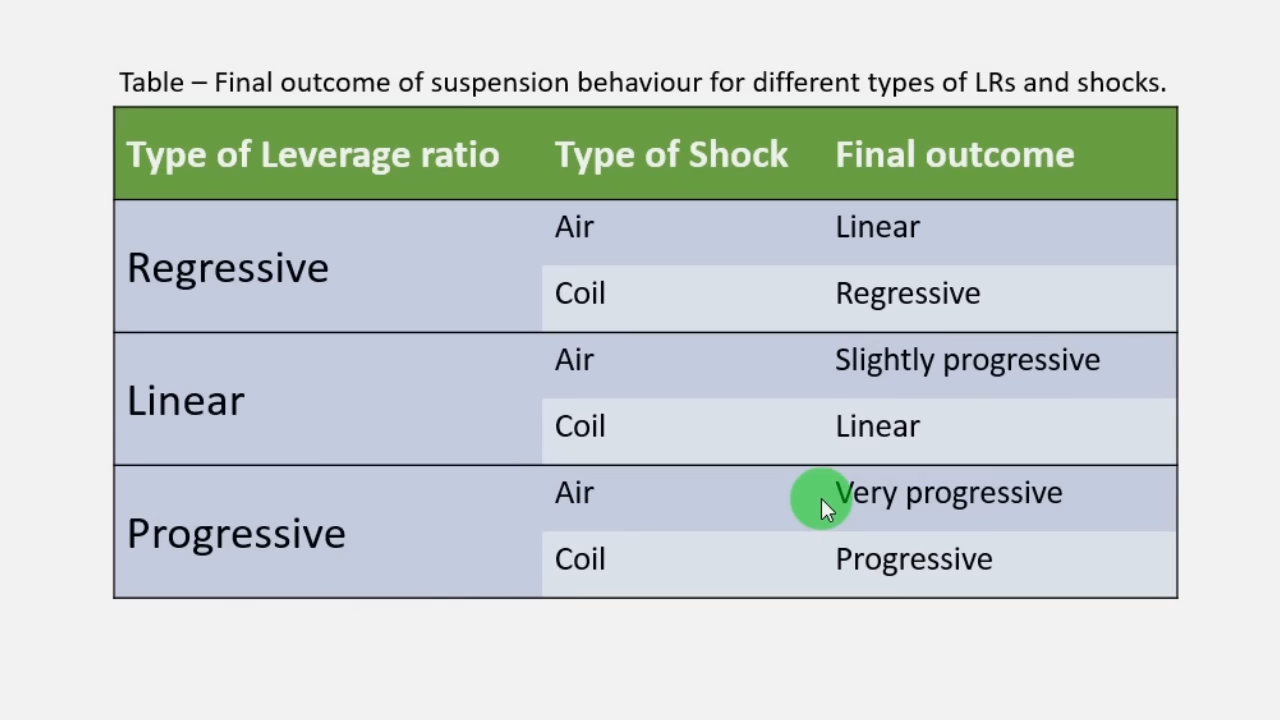 Table – Final outcome of suspension behaviour for different types of LRs and shocks.
Type of Leverage ratio Type of Shock Final outcome
Regressive
Air Linear
Coil Regressive
Linear
Air Slightly progressive
Coil Linear
Progressive
Air Very progressive
Coil Progressive